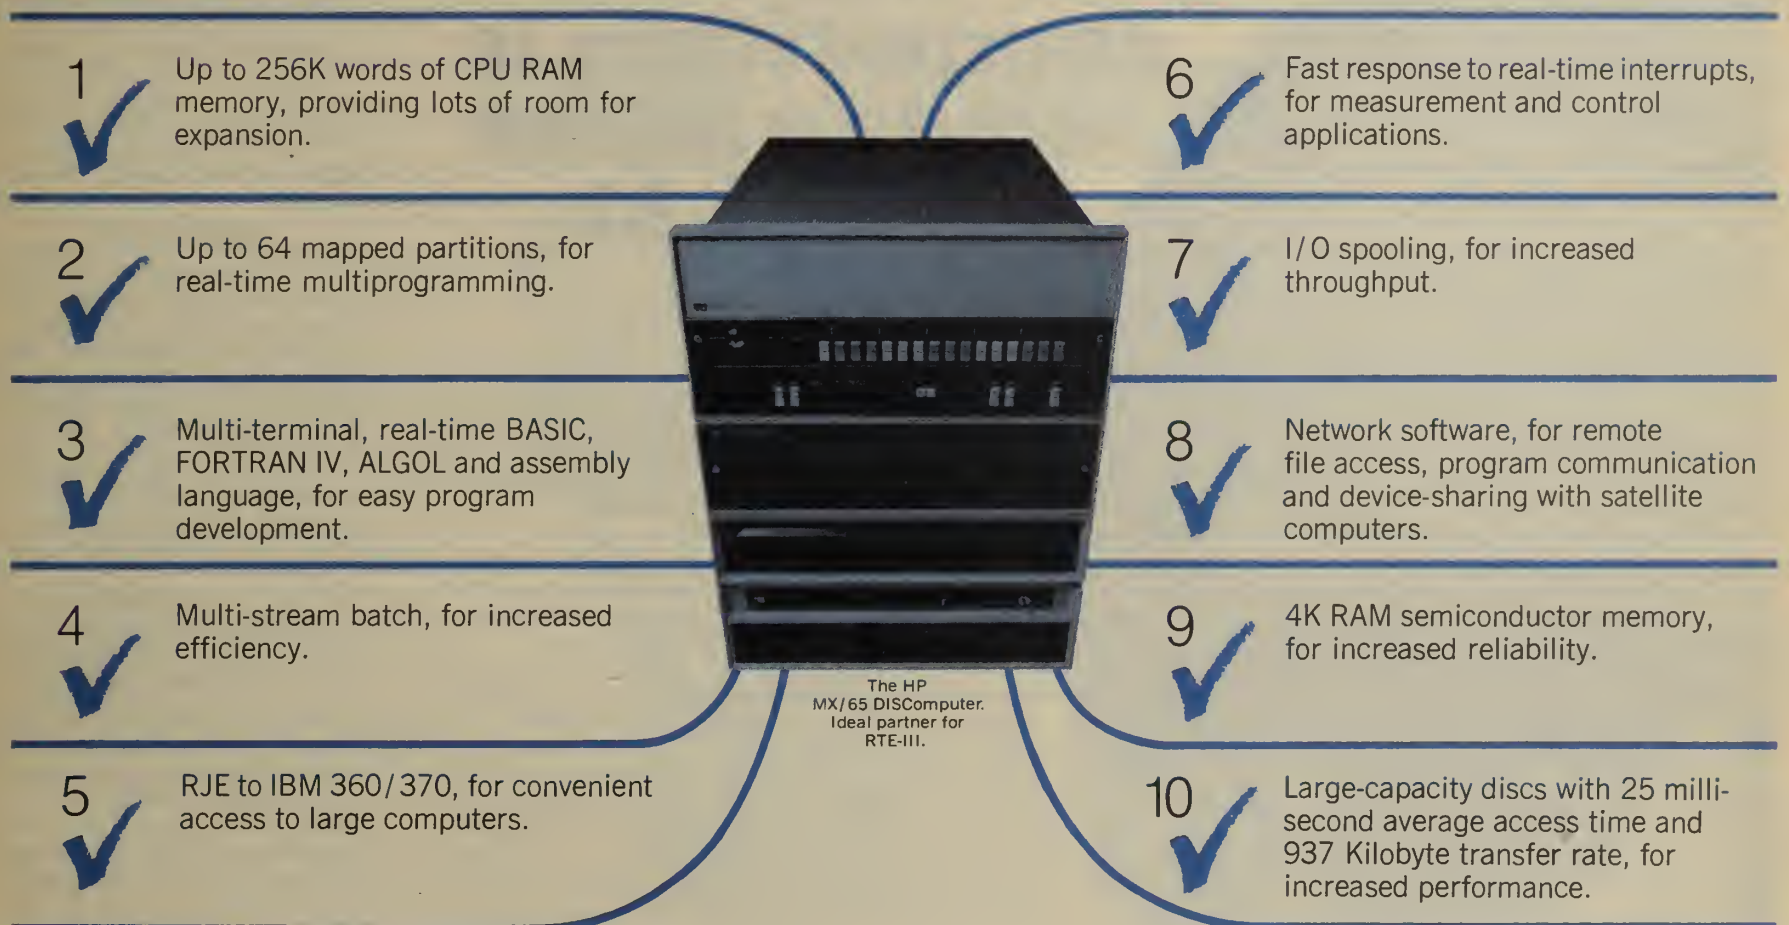 1
Up to 256K words of CPU RAM
memory, providing lots of room for
expansion.
2
Up to 64 mapped partitions, for
real-time multiprogramming.
3
Multi-terminal, real-time BASIC,
FORTRAN IV, ALGOL and assembly
language, for easy program
development.
4
Multi-stream batch, for increased
efficiency.
5
RJE to IBM 360/370, for convenient
access to large computers.
The HP
MX/65 DISComputer.
Ideal partner for
RTE-III.
6
Fast response to real-time interrupts,
for measurement and control
applications.
7
I/O spooling, for increased
throughput.
8
Network software, for remote
file access, program communication
and device-sharing with satellite
computers.
9
4K RAM semiconductor memory,
for increased reliability.
10
Large-capacity discs with 25 milli-
second average access time and
937 Kilobyte transfer rate, for
increased performance.